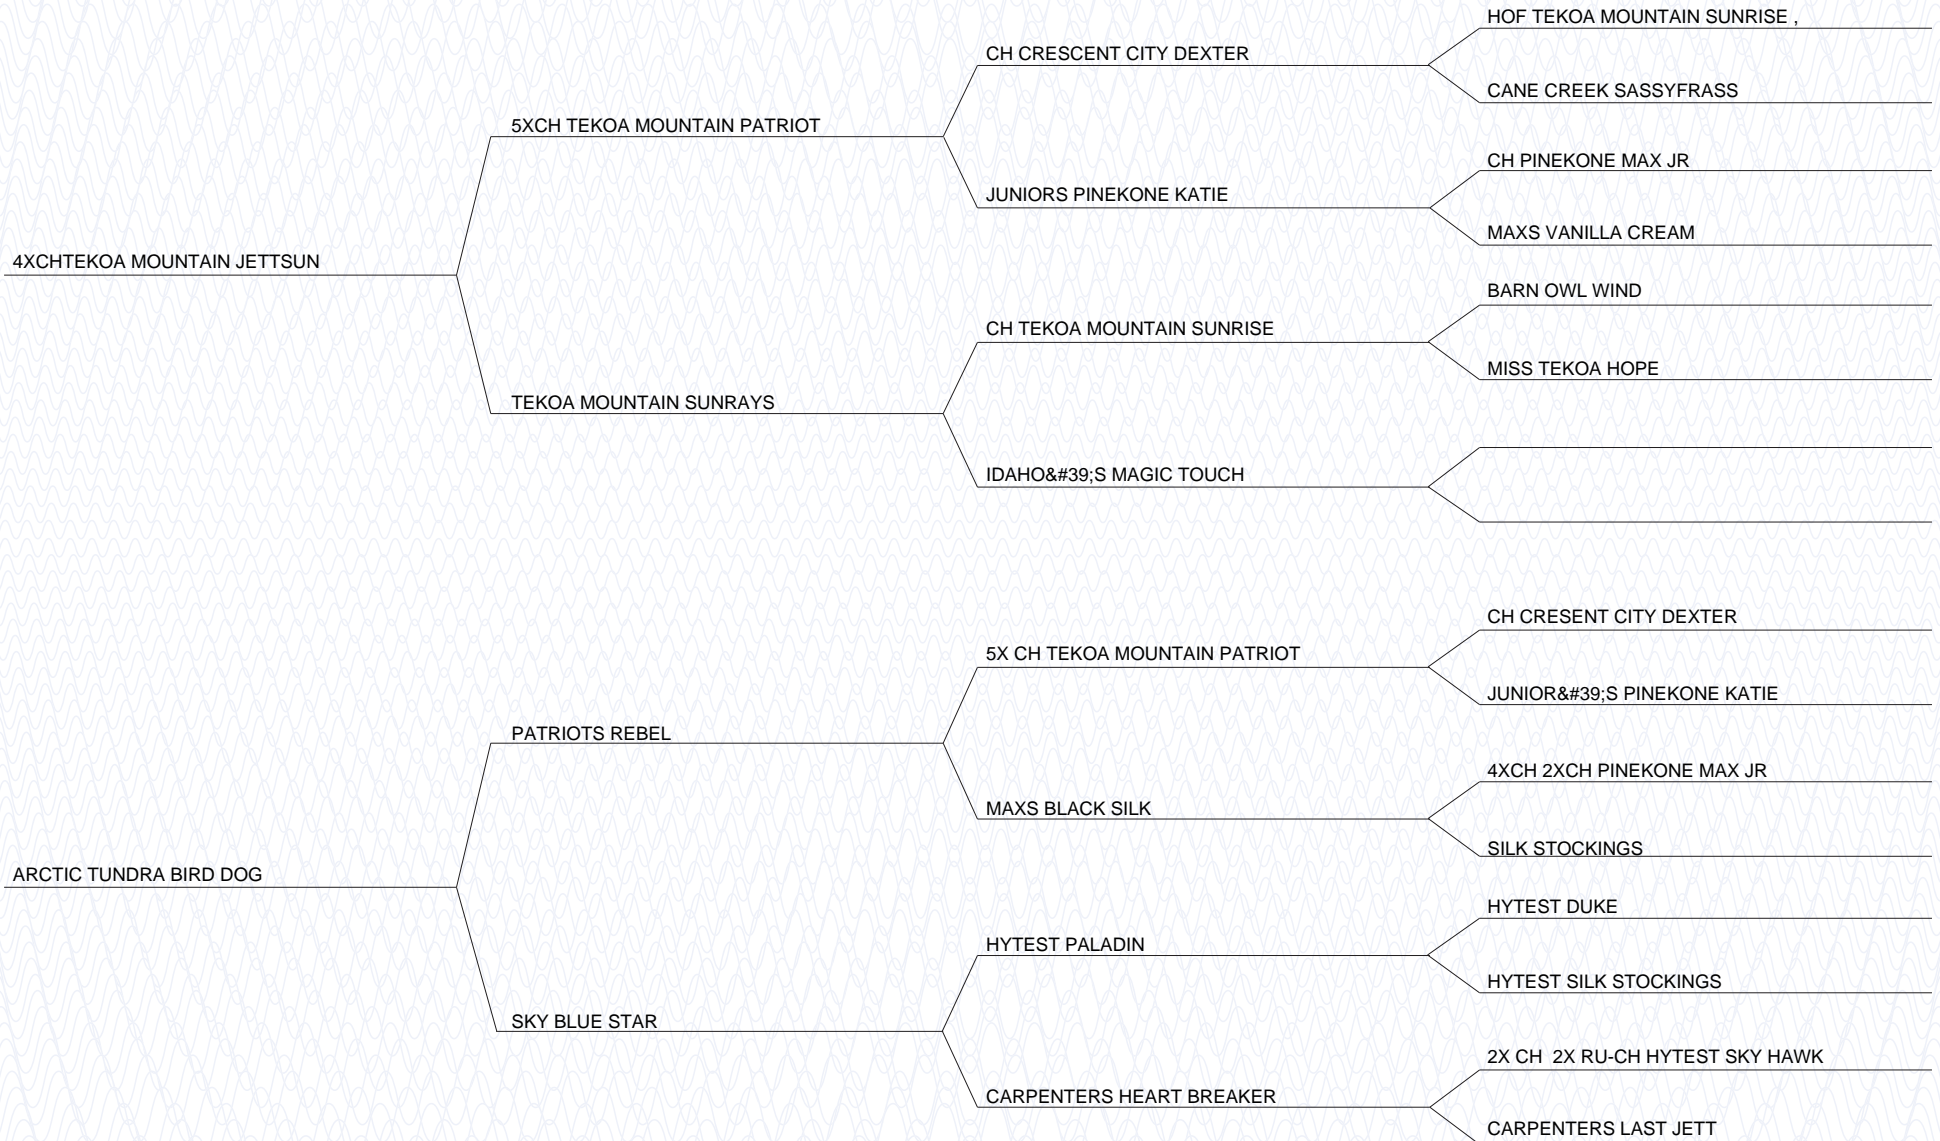 HOF TEKOA MOUNTAIN SUNRISE ,
CH CRESCENT CITY DEXTER
CANE CREEK SASSYFRASS
5XCH TEKOA MOUNTAIN PATRIOT
CH PINEKONE MAX JR
JUNIORS PINEKONE KATIE
MAXS VANILLA CREAM
4XCHTEKOA MOUNTAIN JETTSUN
BARN OWL WIND
CH TEKOA MOUNTAIN SUNRISE
MISS TEKOA HOPE
TEKOA MOUNTAIN SUNRAYS
IDAHO&#39;S MAGIC TOUCH
CH CRESENT CITY DEXTER
5X CH TEKOA MOUNTAIN PATRIOT
JUNIOR&#39;S PINEKONE KATIE
PATRIOTS REBEL
4XCH 2XCH PINEKONE MAX JR
MAXS BLACK SILK
SILK STOCKINGS
ARCTIC TUNDRA BIRD DOG
HYTEST DUKE
HYTEST PALADIN
HYTEST SILK STOCKINGS
SKY BLUE STAR
2X CH  2X RU-CH HYTEST SKY HAWK
CARPENTERS HEART BREAKER
CARPENTERS LAST JETT